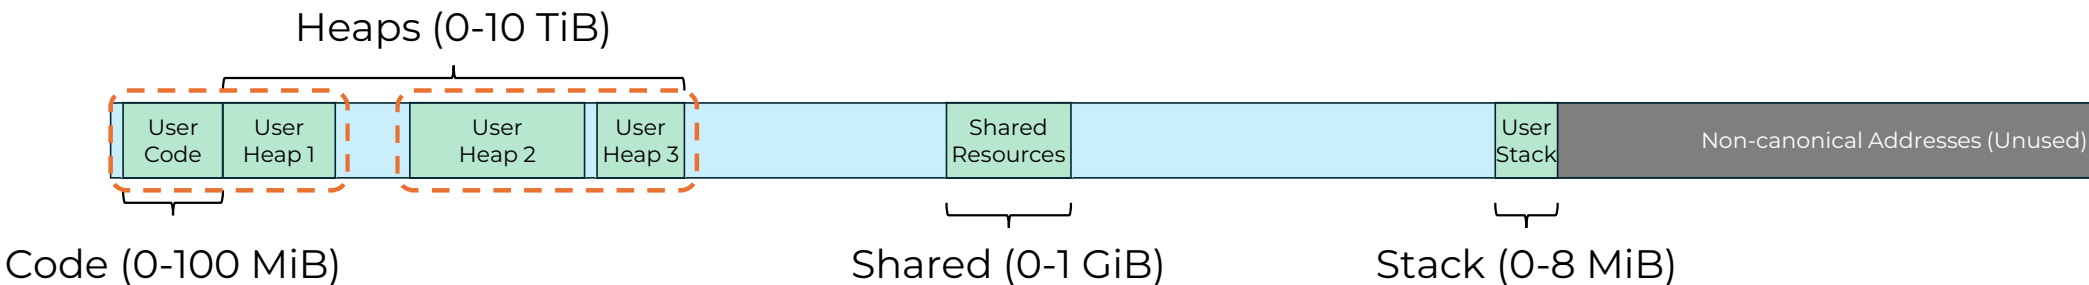 Heaps (0-10 TiB)
User
Code
User
Heap 1
User
Heap 2
User
Heap 3
Shared
Resources
User
Stack
Non-canonical Addresses (Unused)
Code (0-100 MiB)
Shared (0-1 GiB)
Stack (0-8 MiB)